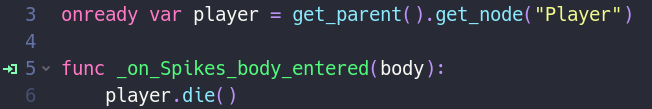 3 onready var player = get_parent().get_node("Player")
4
5 func _on_Spikes_body_entered(body):
6 player.die()